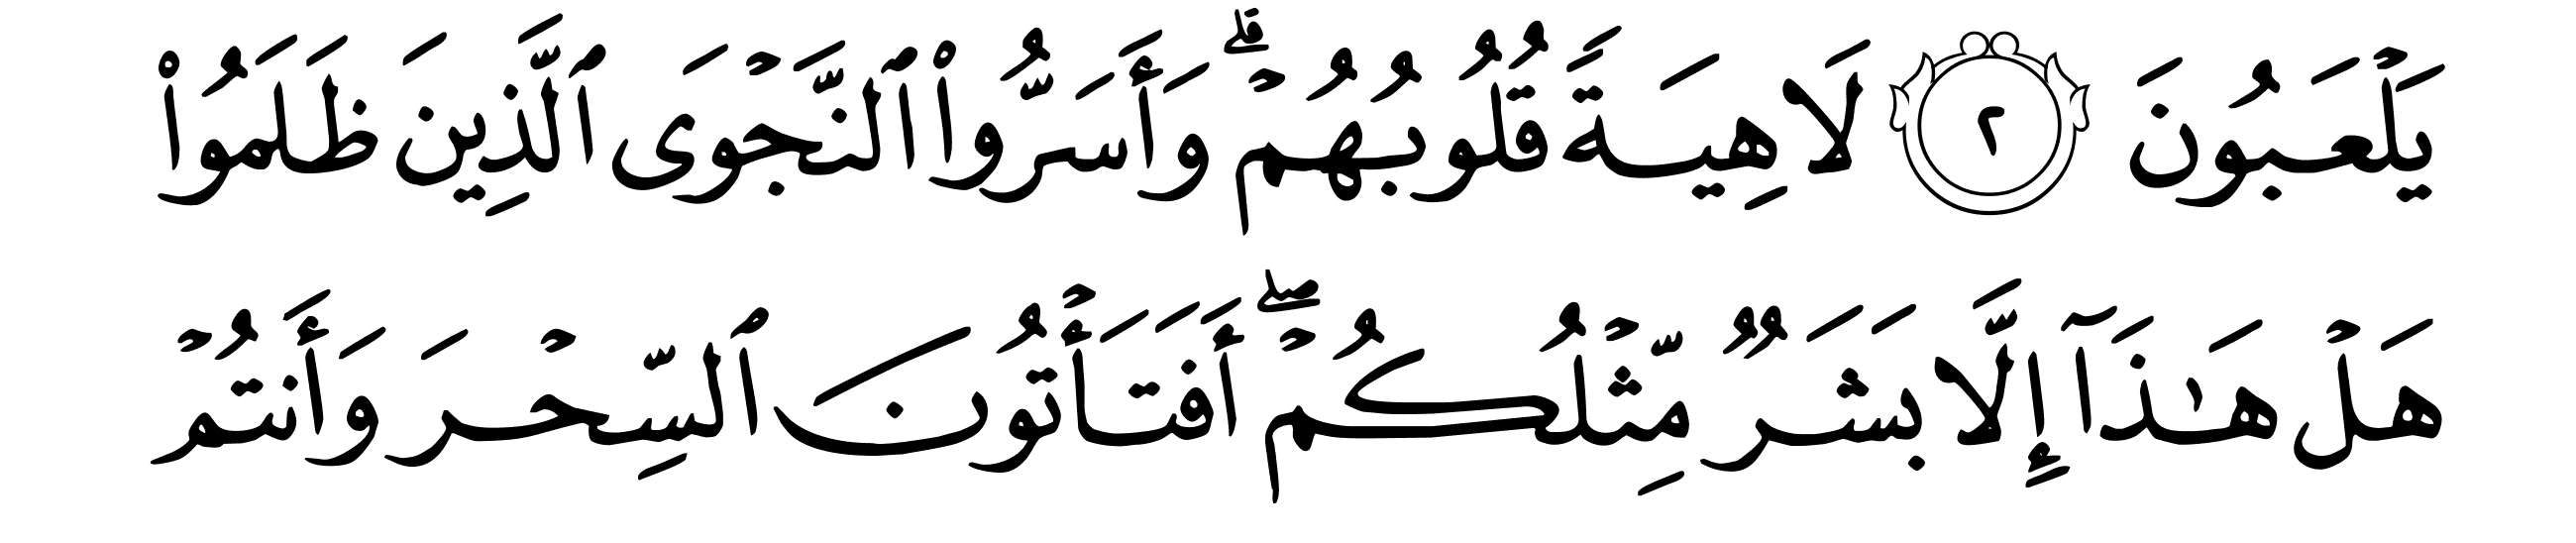 يَلۡعَبُونَ ٢ لَاهِيَةٗ قُلُوبُهُمۡۗ وَأَسَرُّواْ ٱلنَّجۡوَى ٱلَّذِينَ ظَلَمُواْ
هَلۡ هَٰذَآ إِلَّا بَشَرٞ مِّثۡلُكُمۡۖ أَفَتَأۡتُونَ ٱلسِّحۡرَ وَأَنتُمۡ